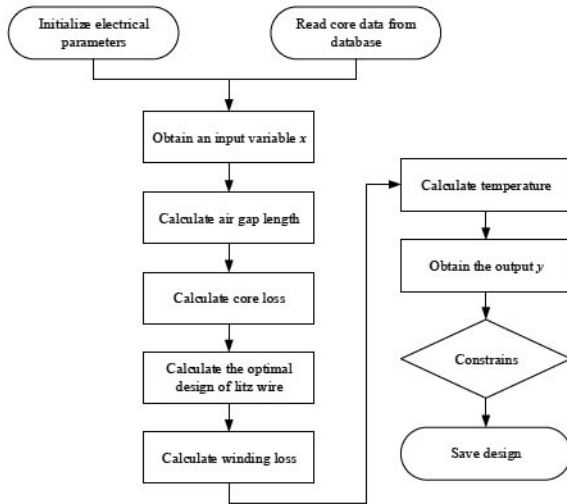 Initialize electrical
parameters
Read core data from
database
Obtain an input variable x
Calculate air gap length
Calculate core loss
Calculate the optimal
design of litz wire
Calculate winding loss
Calculate temperature
Obtain the output y
Constrains
Save design